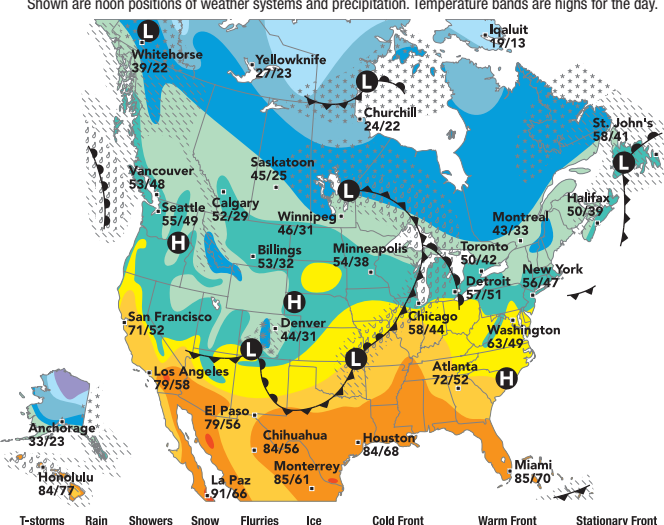 Shown are noon positions of weather systems and precipitation. Temperature bands are highs for the day.
L
Whitehorse
39/22
Yellowknife
27/23
Iqaluit
19/13
L
Churchill
24/22
St. John's
58/41
L
Vancouver
53/48
Seattle
55/49
Calgary
52/29
Saskatoon
45/25
L
Winnipeg
46/31
Halifax
50/39
Montreal
43/33
H
Billings
53/32
Minneapolis
54/38
Toronto
50/42
Detroit
57/51
New York
56/47
H
San Francisco
71/52
Denver
44/31
Chicago
58/44
Washington
63/49
L
L
Los Angeles
79/58
Atlanta
72/52
H
El Paso
79/56
Anchorage
33/23
Chihuahua
84/56
Houston
84/68
Honolulu
84/77
La Paz
91/66
Monterrey
85/61
Miami
85/70
T-storms Rain Showers Snow Flurries Ice Cold Front Warm Front Stationary Front